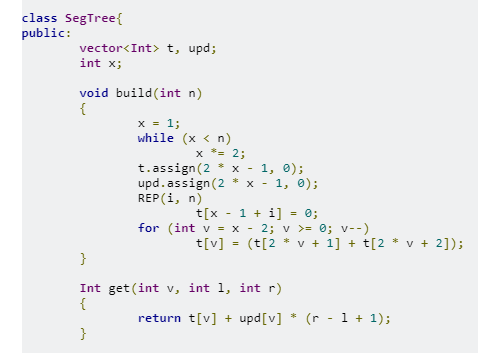 class SegTree{
public:
        vector<Int> t, upd;
        int x;

        void build(int n)
        {
                x = 1;
                while (x < n)
                        x *= 2;
                t.assign(2 * x - 1, 0);
                upd.assign(2 * x - 1, 0);
                REP(i, n)
                        t[x - 1 + i] = 0;
                for (int v = x - 2; v >= 0; v--)
                        t[v] = (t[2 * v + 1] + t[2 * v + 2]);
        }

        Int get(int v, int l, int r)
        {
                return t[v] + upd[v] * (r - l + 1);
        }